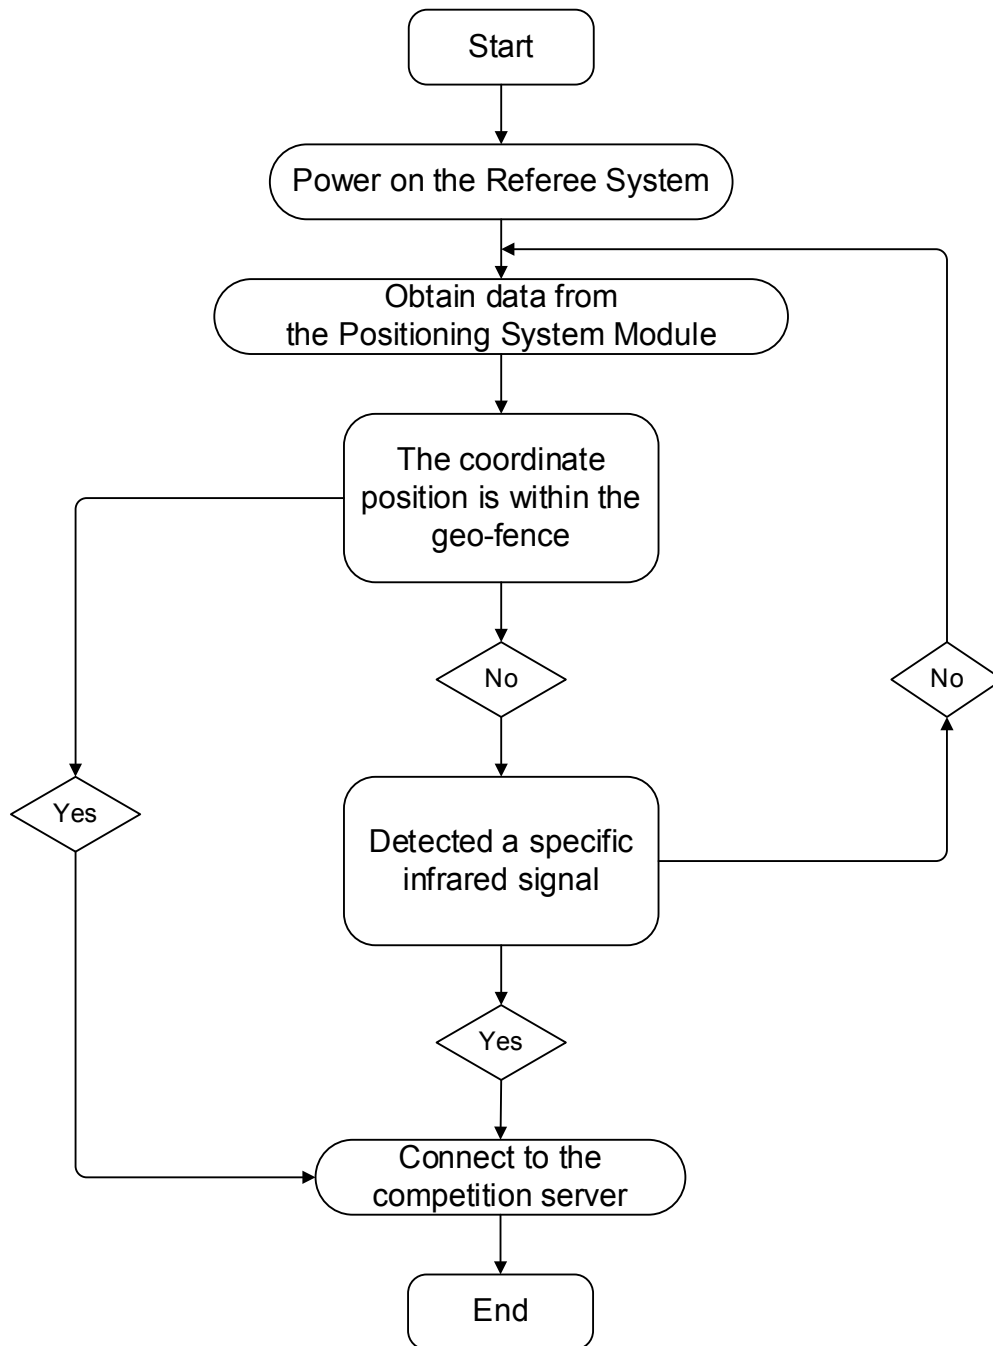 Start
Power on the Referee System
Obtain data from
the Positioning System Module
The coordinate
position is within the
geo-fence
No
No
Yes
Detected a specific
infrared signal
Yes
Connect to the
competition server
End